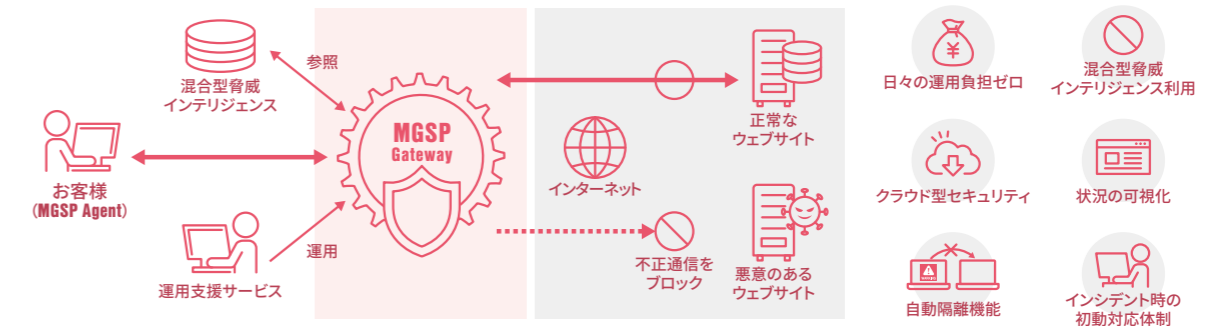 混合型脅威
インテリジェンス
参照
お客様
(MGSP Agent)
運用支援サービス
運用
MGSP
Gateway
インターネット
正常な
ウェブサイト
不正通信を
ブロック
悪意のある
ウェブサイト
¥
日々の運用負担ゼロ
混合型脅威
インテリジェンス利用
クラウド型セキュリティ
状況の可視化
自動隔離機能
インシデント時の
初動対応体制